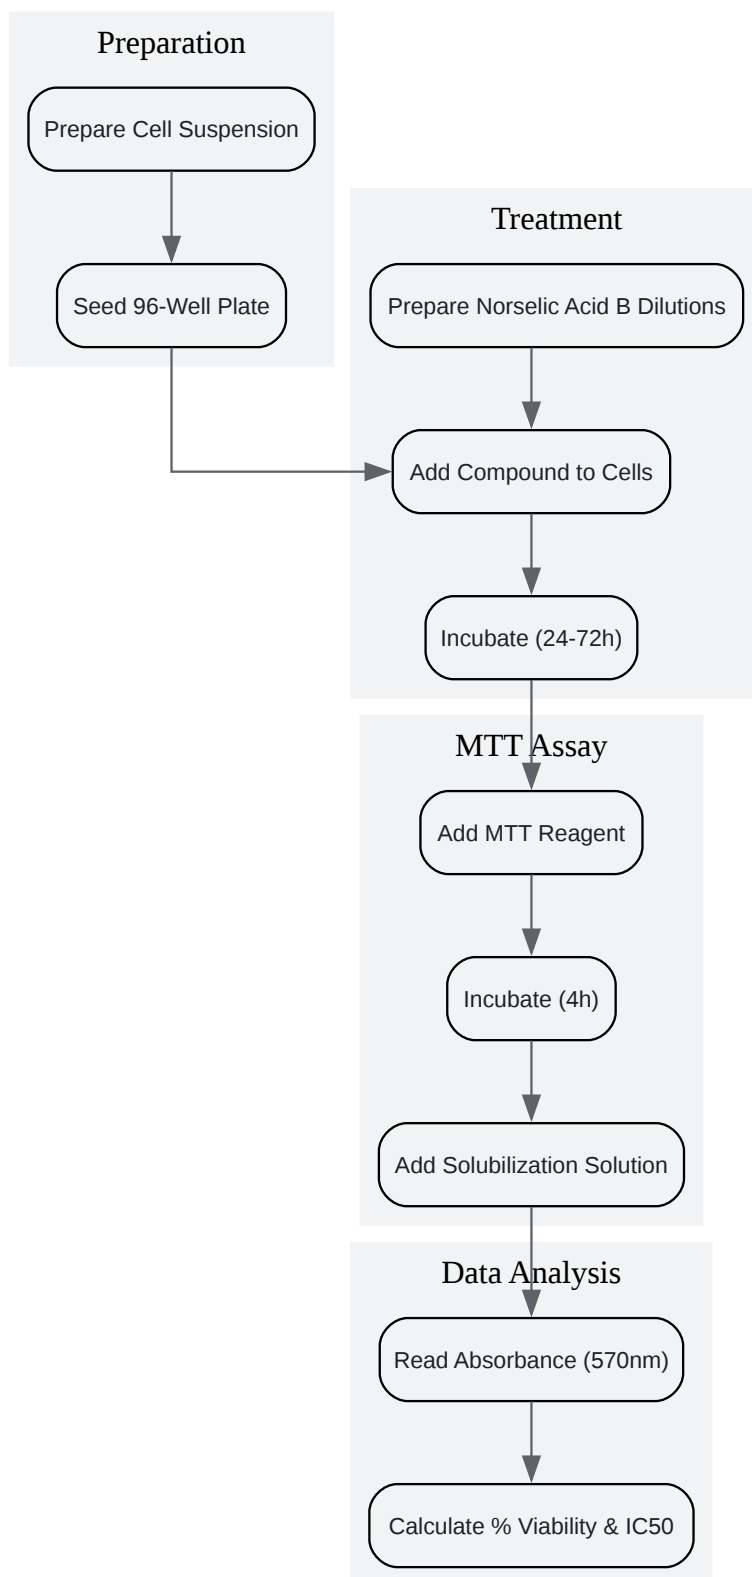 Preparation
Prepare Cell Suspension
Seed 96-Well Plate
Treatment
Prepare Norselic Acid B Dilutions
Add Compound to Cells
Incubate (24-72h)
MTT Assay
Add MTT Reagent
Incubate (4h)
Add Solubilization Solution
Data Analysis
Read Absorbance (570nm)
Calculate % Viability & IC50